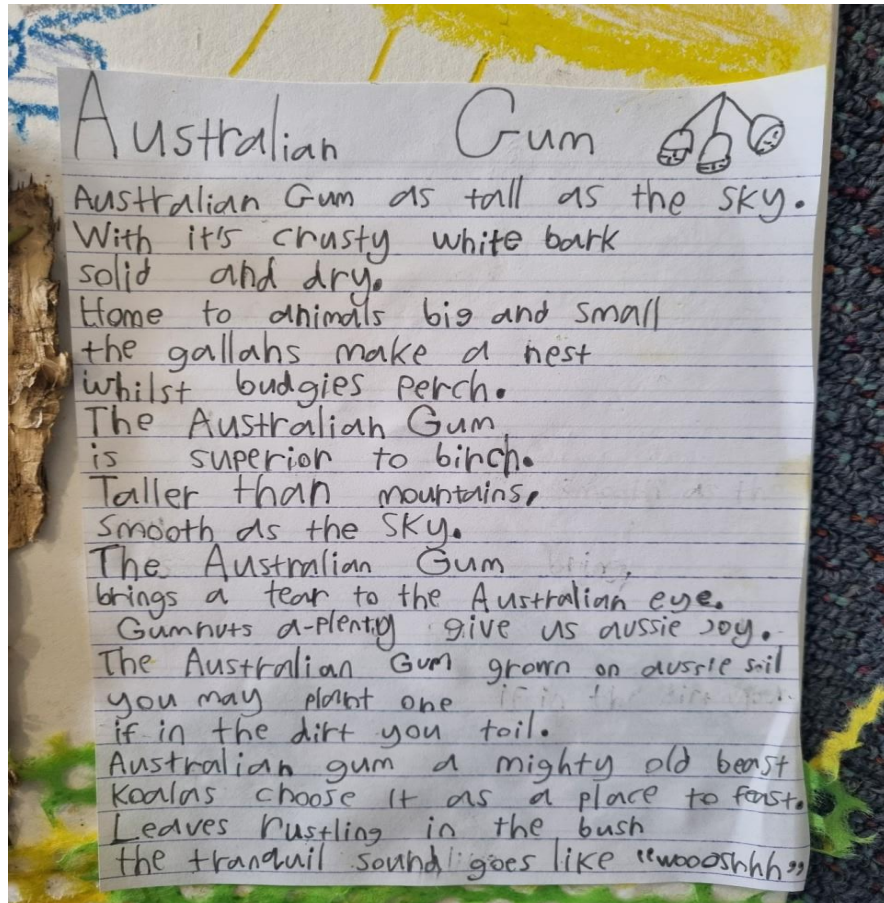 Australian Gum
Australian Gum as tall as the sky.
With it's crusty white bark
solid and dry.
Home to animals big and small
the gallahs make a nest
whilst budgies perch.
The Australian Gum
is superior to birch.
Taller than mountains,
smooth as the sky.
The Australian Gum
brings a tear to the Australian eye.
Gumnuts a-plenty give us aussie joy.
The Australian Gum grown on aussie soil
you may plant one
if in the dirt you toil.
Australian gum a mighty old beast
Koalas choose it as a place to feast.
Leaves rustling in the bush
the tranquil sound goes like "woooshhh"